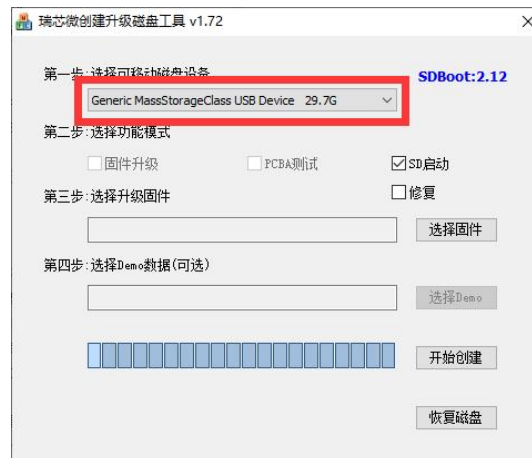 瑞芯微创建升级磁盘工具 v1.72
第一步:选择可移动磁盘设备
SDBoot:2.12
Generic MassStorageClass USB Device 29.7G
第二步:选择功能模式
固件升级
PCBA测试
SD启动
修复
第三步:选择升级固件
选择固件
第四步:选择Demo数据(可选)
选择Demo
开始创建
恢复磁盘